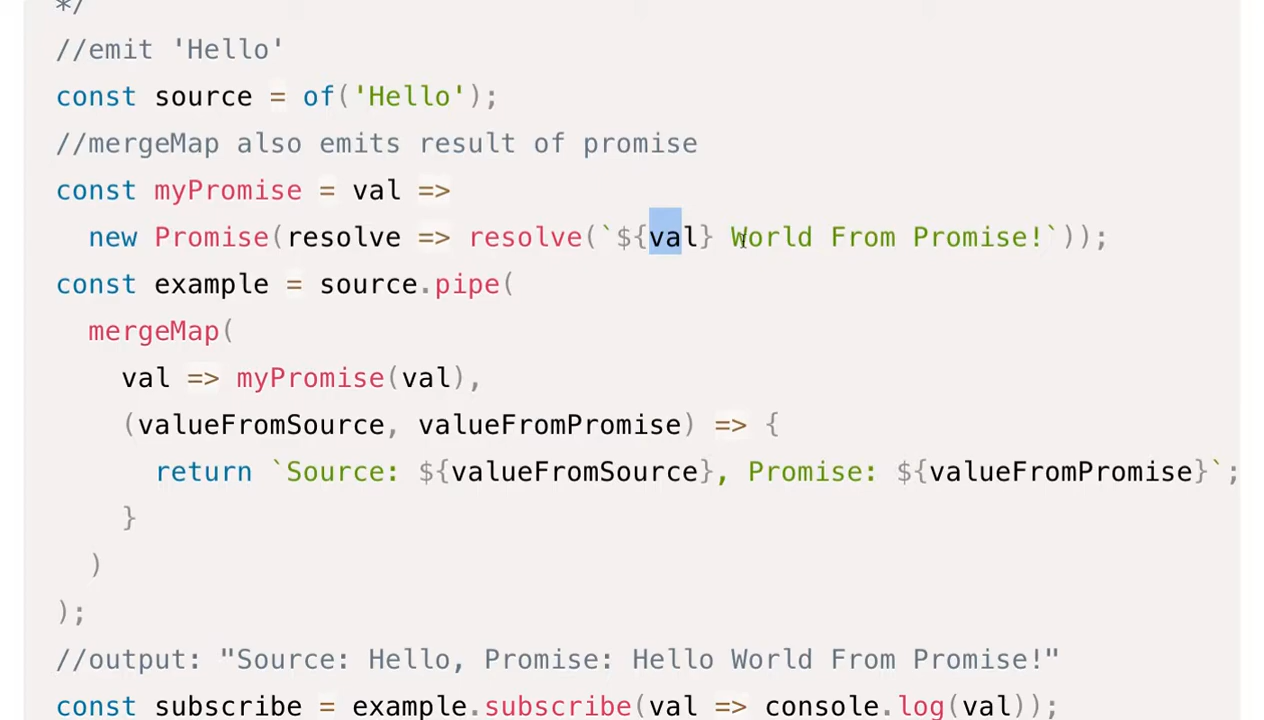 */
//emit 'Hello'
const source = of('Hello');
//mergeMap also emits result of promise
const myPromise = val =>
  new Promise(resolve => resolve(`${val} World From Promise!`));
const example = source.pipe(
  mergeMap(
    val => myPromise(val),
    (valueFromSource, valueFromPromise) => {
      return `Source: ${valueFromSource}, Promise: ${valueFromPromise}`;
    }
  )
);
//output: "Source: Hello, Promise: Hello World From Promise!"
const subscribe = example.subscribe(val => console.log(val));